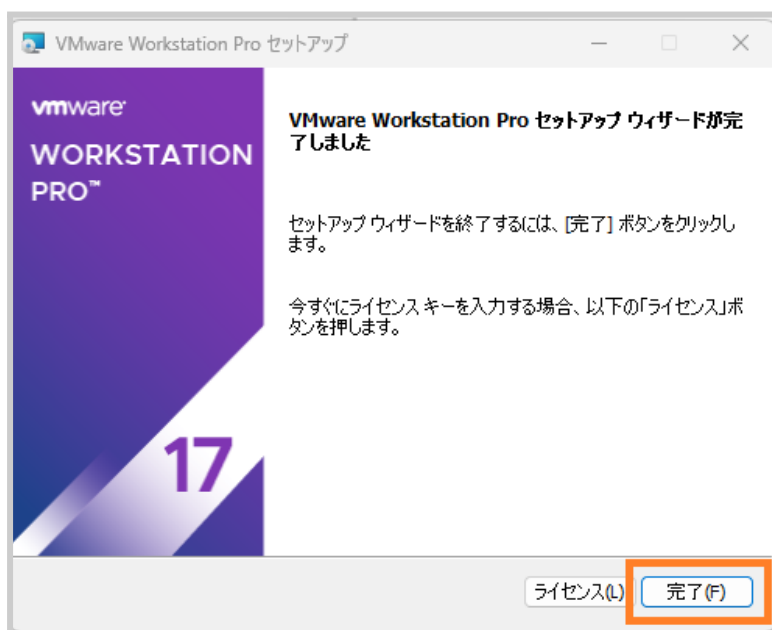 VMware Workstation Pro セットアップ
vmware®
WORKSTATION
PRO™
17
VMware Workstation Pro セットアップ ウィザードが完
了しました
セットアップ ウィザードを終了するには、[完了] ボタンをクリックし
ます。
今すぐにライセンス キーを入力する場合、以下の「ライセンス」ボ
タンを押します。
ライセンス(L)
完了(F)